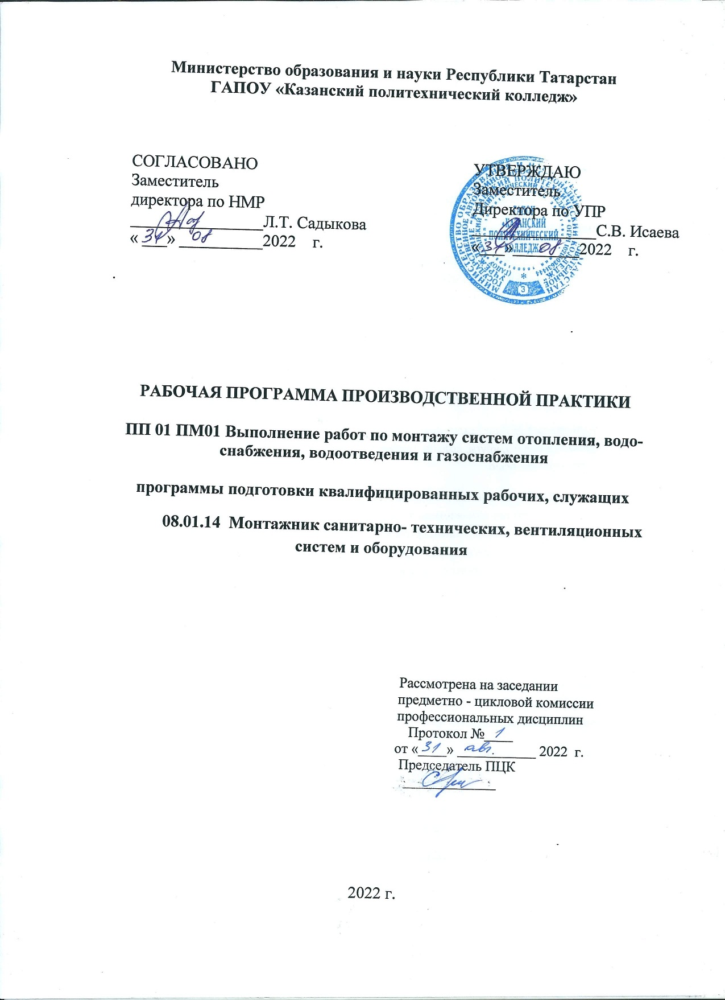 Министерство образования и науки Республики Татарстан
ГАПОУ «Казанский политехнический колледж»
СОГЛАСОВАНО
Заместитель
директора по НМР
________________Л.Т. Садыкова
« 31 » 08 2022 г.
УТВЕРЖДАЮ
Заместитель
Директора по УПР
_______________С.В. Исаева
« 31 » 08 2022 г.
КАЗАНСКИЙ
ПОЛИТЕХНИЧЕСКИЙ
КОЛЛЕДЖ
3
РАБОЧАЯ ПРОГРАММА ПРОИЗВОДСТВЕННОЙ ПРАКТИКИ
ПП 01 ПМ01 Выполнение работ по монтажу систем отопления, водо-
снабжения, водоотведения и газоснабжения
программы подготовки квалифицированных рабочих, служащих
08.01.14 Монтажник санитарно- технических, вентиляционных
систем и оборудования
Рассмотрена на заседании
предметно - цикловой комиссии
профессиональных дисциплин
Протокол № 1
от « 31 » авг. 2022 г.
Председатель ПЦК
2022 г.